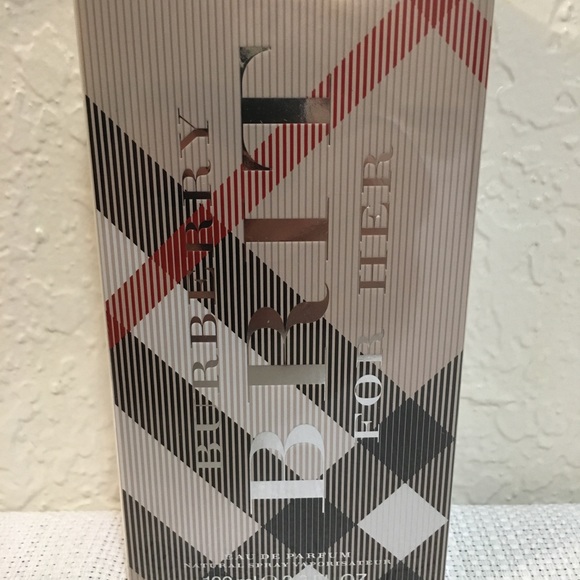 BURBERRY
BRIT
FOR HER
EAU DE PARFUM
NATURAL SPRAY VAPORISATEUR